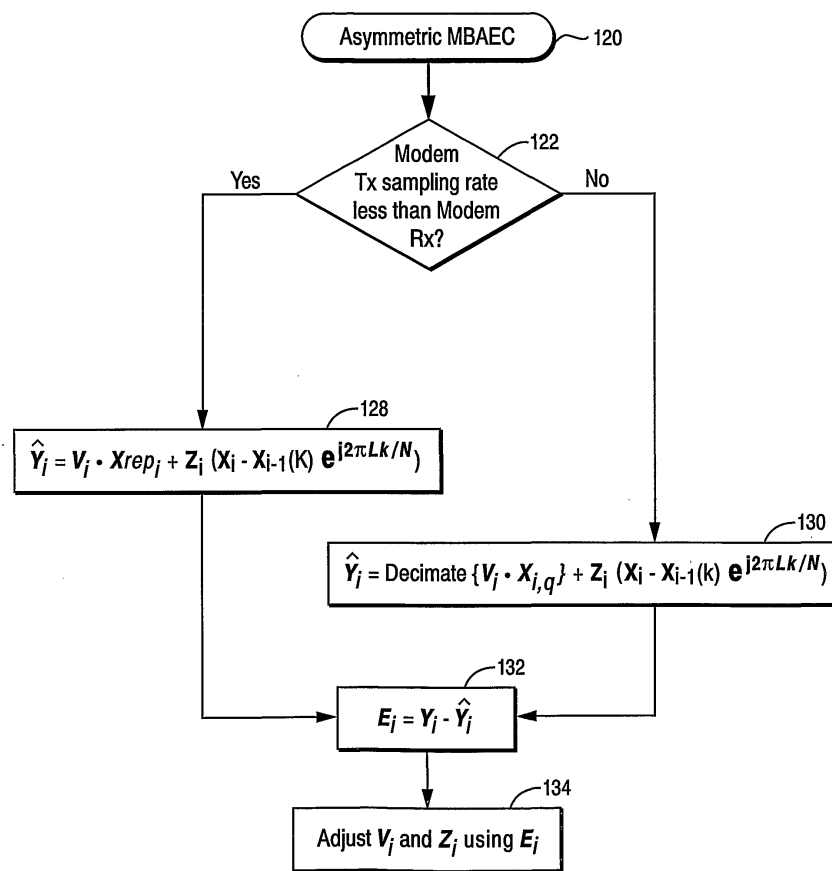 Asymmetric MBAEC
120
122
Modem
Tx sampling rate
less than Modem
Rx?
Yes
No
128
Ŷi = Vi • Xrepi + Zi (Xi - Xi-1(K) e^j2πLk/N)
130
Ŷi = Decimate {Vi • Xi,q} + Zi (Xi - Xi-1(k) e^j2πLk/N)
132
Ei = Yi - Ŷi
134
Adjust Vi and Zi using Ei